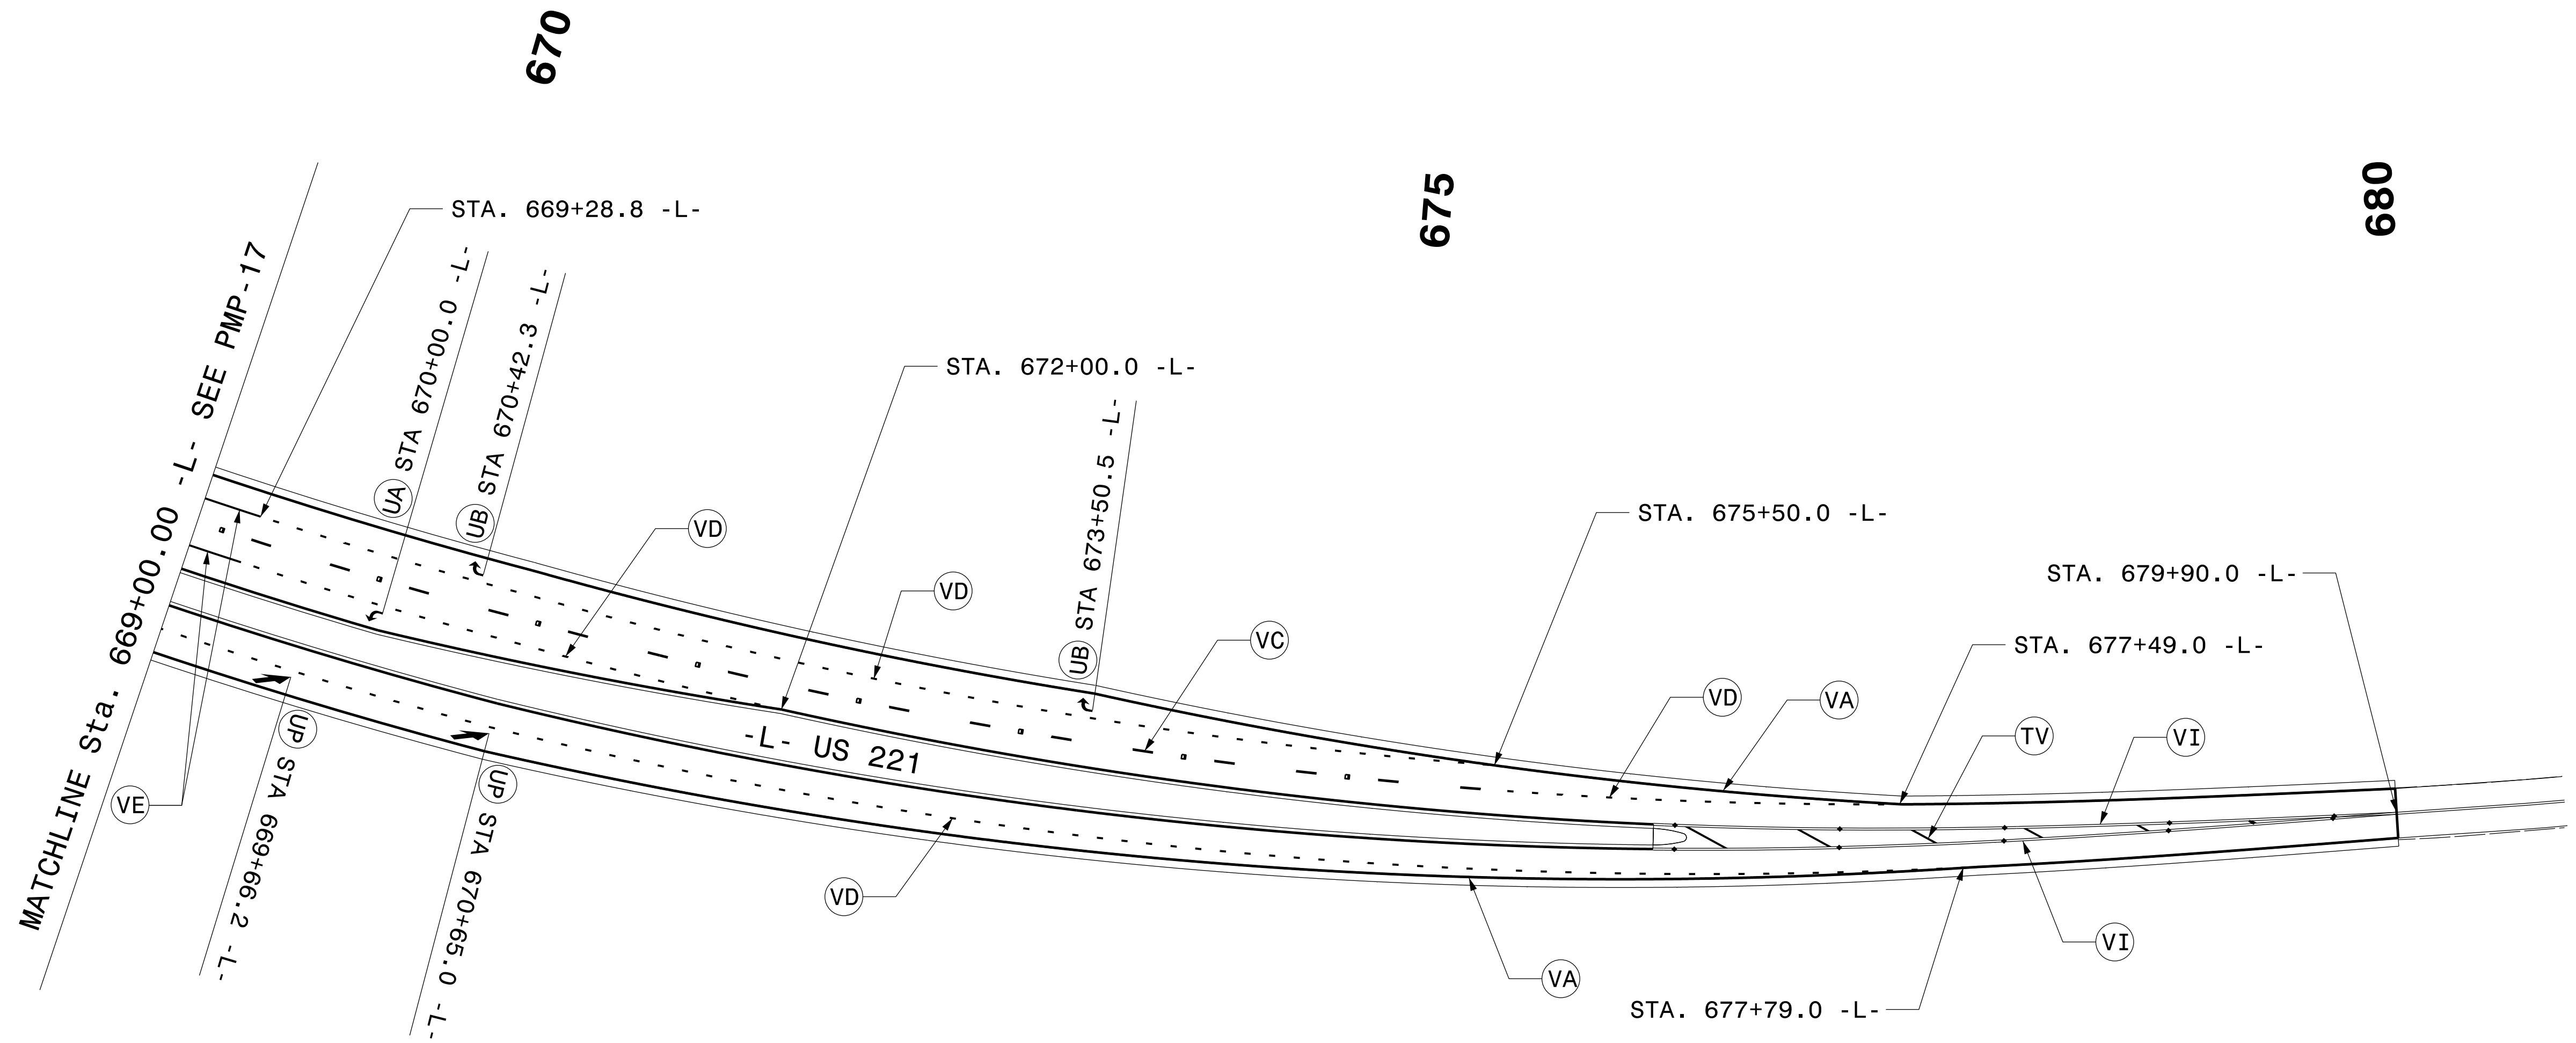 670
675
680
MATCHLINE Sta. 669+00.00 -L- SEE PMP-17
STA. 669+28.8 -L-
UA STA 670+00.0 -L-
UB STA 670+42.3 -L-
STA. 672+00.0 -L-
UB STA 673+50.5 -L-
STA. 675+50.0 -L-
STA. 679+90.0 -L-
STA. 677+49.0 -L-
VD
VD
VC
VD
VA
TV
VI
-L- US 221
VE
UP STA 669+66.2 -L-
UP STA 670+65.0 -L-
VD
VA
VI
STA. 677+79.0 -L-